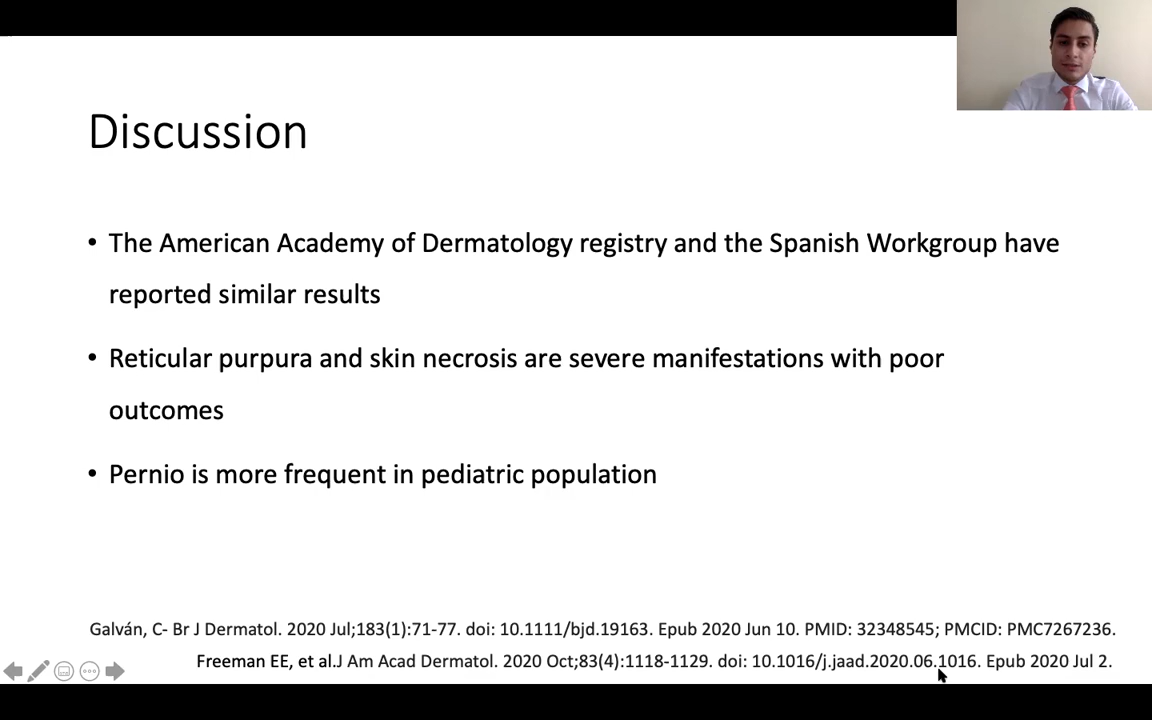 Discussion
• The American Academy of Dermatology registry and the Spanish Workgroup have
reported similar results
• Reticular purpura and skin necrosis are severe manifestations with poor
outcomes
• Pernio is more frequent in pediatric population
Galván, C- Br J Dermatol. 2020 Jul;183(1):71-77. doi: 10.1111/bjd.19163. Epub 2020 Jun 10. PMID: 32348545; PMCID: PMC7267236.
Freeman EE, et al.J Am Acad Dermatol. 2020 Oct;83(4):1118-1129. doi: 10.1016/j.jaad.2020.06.1016. Epub 2020 Jul 2.